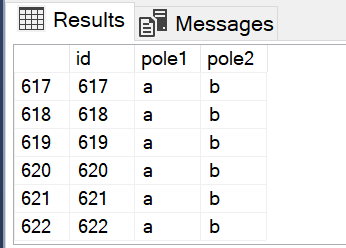 Results Messages
id pole1 pole2
617 617 a b
618 618 a b
619 619 a b
620 620 a b
621 621 a b
622 622 a b